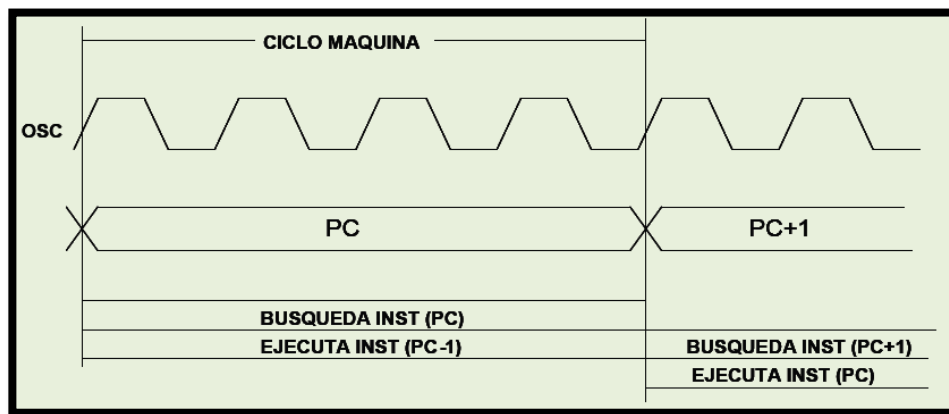 CICLO MAQUINA
OSC
PC
PC+1
BUSQUEDA INST (PC)
EJECUTA INST (PC-1)
BUSQUEDA INST (PC+1)
EJECUTA INST (PC)